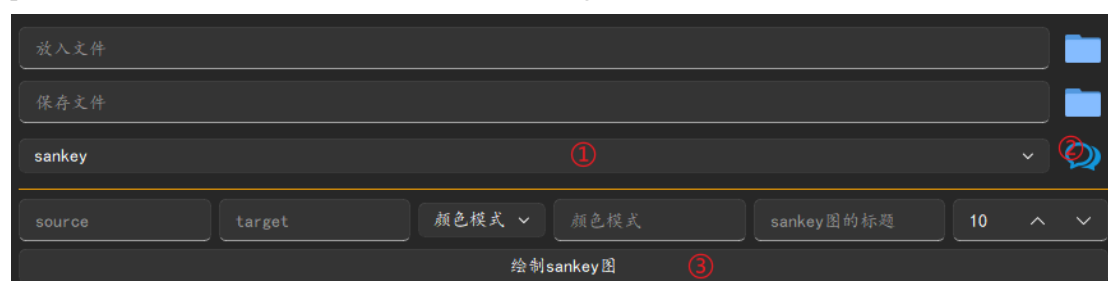 放入文件
保存文件
sankey ① ②
source target 颜色模式 颜色模式 sankey图的标题 10
绘制sankey图 ③